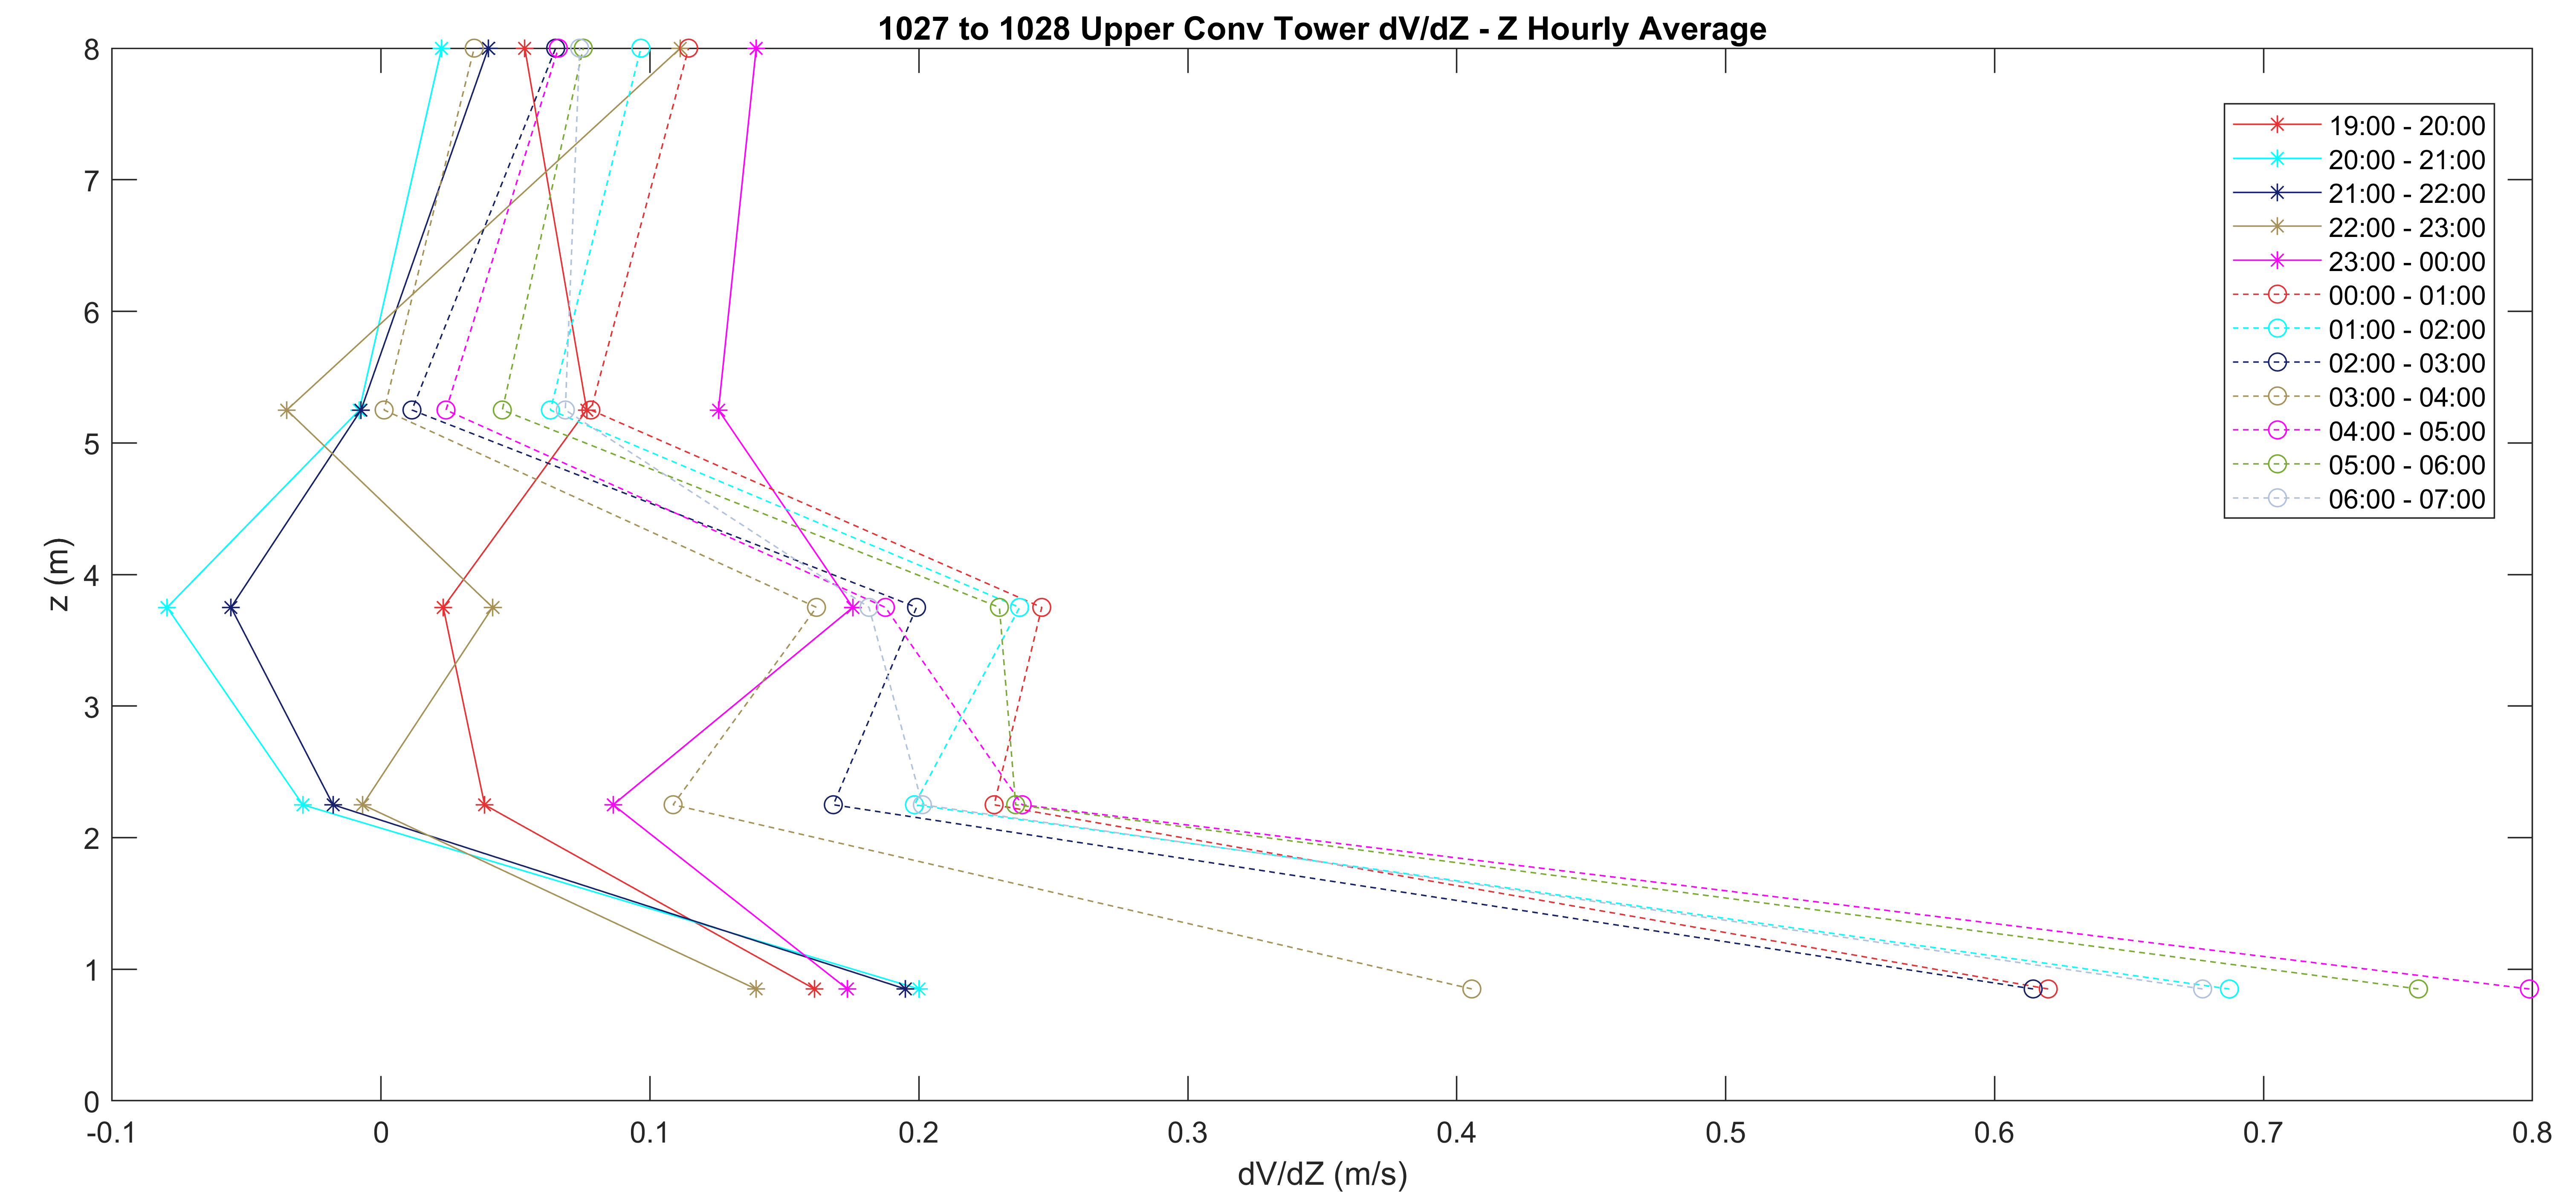 1027 to 1028 Upper Conv Tower dV/dZ - Z Hourly Average
8
7
6
5
4
3
2
1
0
z (m)
-0.1 0 0.1 0.2 0.3 0.4 0.5 0.6 0.7 0.8
dV/dZ (m/s)
19:00 - 20:00
20:00 - 21:00
21:00 - 22:00
22:00 - 23:00
23:00 - 00:00
00:00 - 01:00
01:00 - 02:00
02:00 - 03:00
03:00 - 04:00
04:00 - 05:00
05:00 - 06:00
06:00 - 07:00